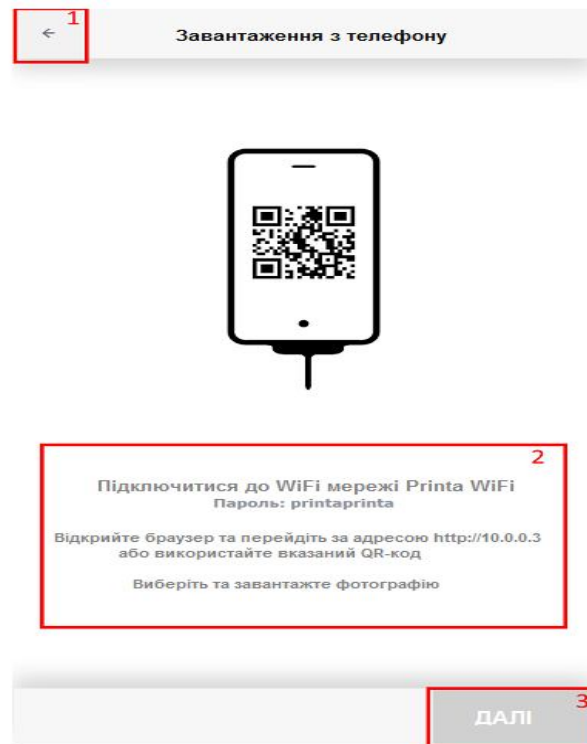 1
← Завантаження з телефону
2
Підключитися до WiFi мережі Printa WiFi
Пароль: printaprinta
Відкрийте браузер та перейдіть за адресою http://10.0.0.3
або використайте вказаний QR-код
Виберіть та завантажте фотографію
3
ДАЛІ